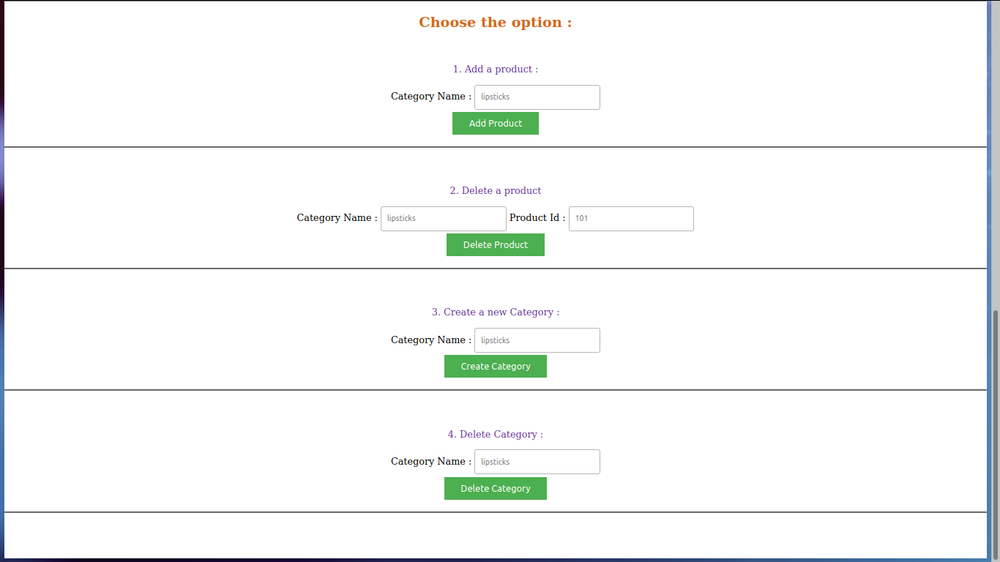 Choose the option :
1. Add a product :
Category Name : lipsticks
Add Product
2. Delete a product
Category Name : lipsticks Product Id : 101
Delete Product
3. Create a new Category :
Category Name : lipsticks
Create Category
4. Delete Category :
Category Name : lipsticks
Delete Category